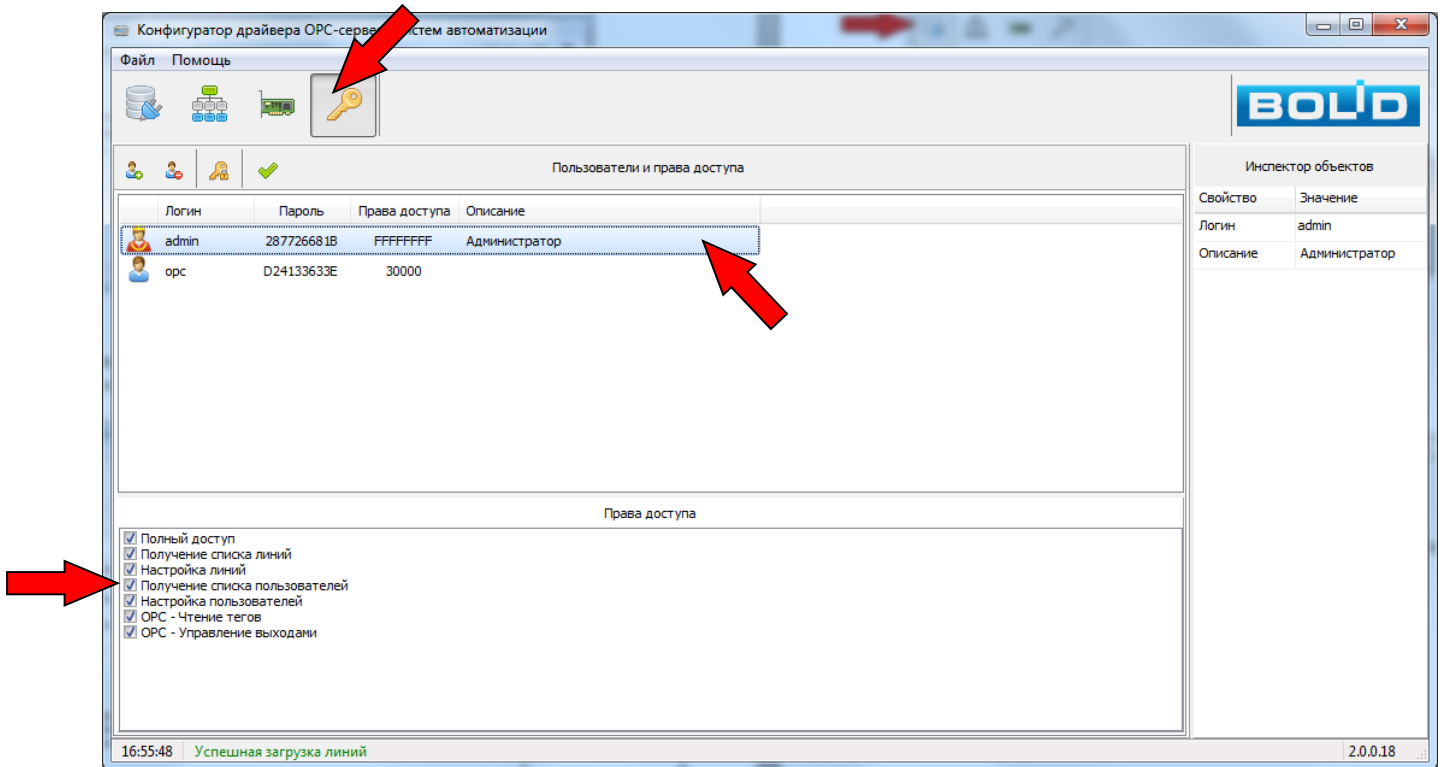 Конфигуратор драйвера OPC-серве стем автоматизации
Файл Помощь
BOLID
Пользователи и права доступа
Инспектор объектов
Логин Пароль Права доступа Описание
admin 287726681B FFFFFFFF Администратор
opc D24133633E 30000
Свойство Значение
Логин admin
Описание Администратор
Права доступа
Полный доступ
Получение списка линий
Настройка линий
Получение списка пользователей
Настройка пользователей
OPC - Чтение тегов
OPC - Управление выходами
16:55:48 Успешная загрузка линий 2.0.0.18